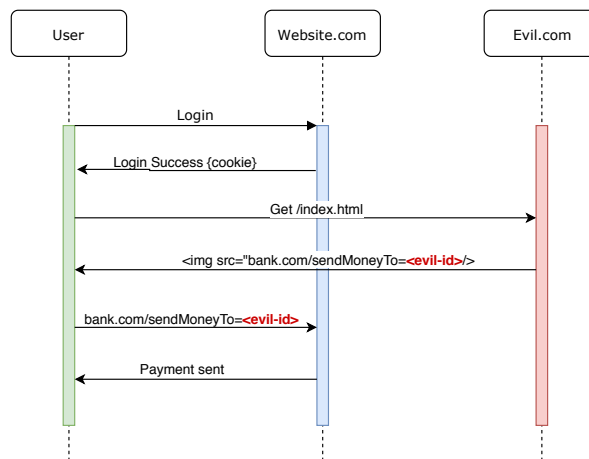 User
Website.com
Evil.com
Login
Login Success {cookie}
Get /index.html
<img src="bank.com/sendMoneyTo=<evil-id>/>
bank.com/sendMoneyTo=<evil-id>
Payment sent